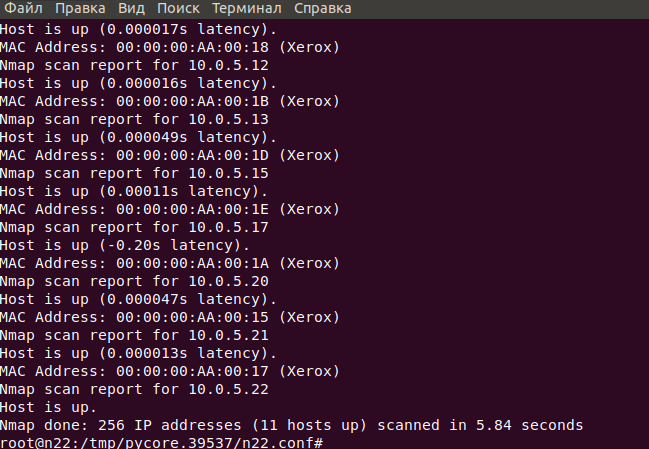 Файл Правка Вид Поиск Терминал Справка
Host is up (0.000017s latency).
MAC Address: 00:00:00:AA:00:18 (Xerox)
Nmap scan report for 10.0.5.12
Host is up (0.000016s latency).
MAC Address: 00:00:00:AA:00:1B (Xerox)
Nmap scan report for 10.0.5.13
Host is up (0.000049s latency).
MAC Address: 00:00:00:AA:00:1D (Xerox)
Nmap scan report for 10.0.5.15
Host is up (0.00011s latency).
MAC Address: 00:00:00:AA:00:1E (Xerox)
Nmap scan report for 10.0.5.17
Host is up (-0.20s latency).
MAC Address: 00:00:00:AA:00:1A (Xerox)
Nmap scan report for 10.0.5.20
Host is up (0.000047s latency).
MAC Address: 00:00:00:AA:00:15 (Xerox)
Nmap scan report for 10.0.5.21
Host is up (0.000013s latency).
MAC Address: 00:00:00:AA:00:17 (Xerox)
Nmap scan report for 10.0.5.22
Host is up.
Nmap done: 256 IP addresses (11 hosts up) scanned in 5.84 seconds
root@n22:/tmp/pycore.39537/n22.conf#